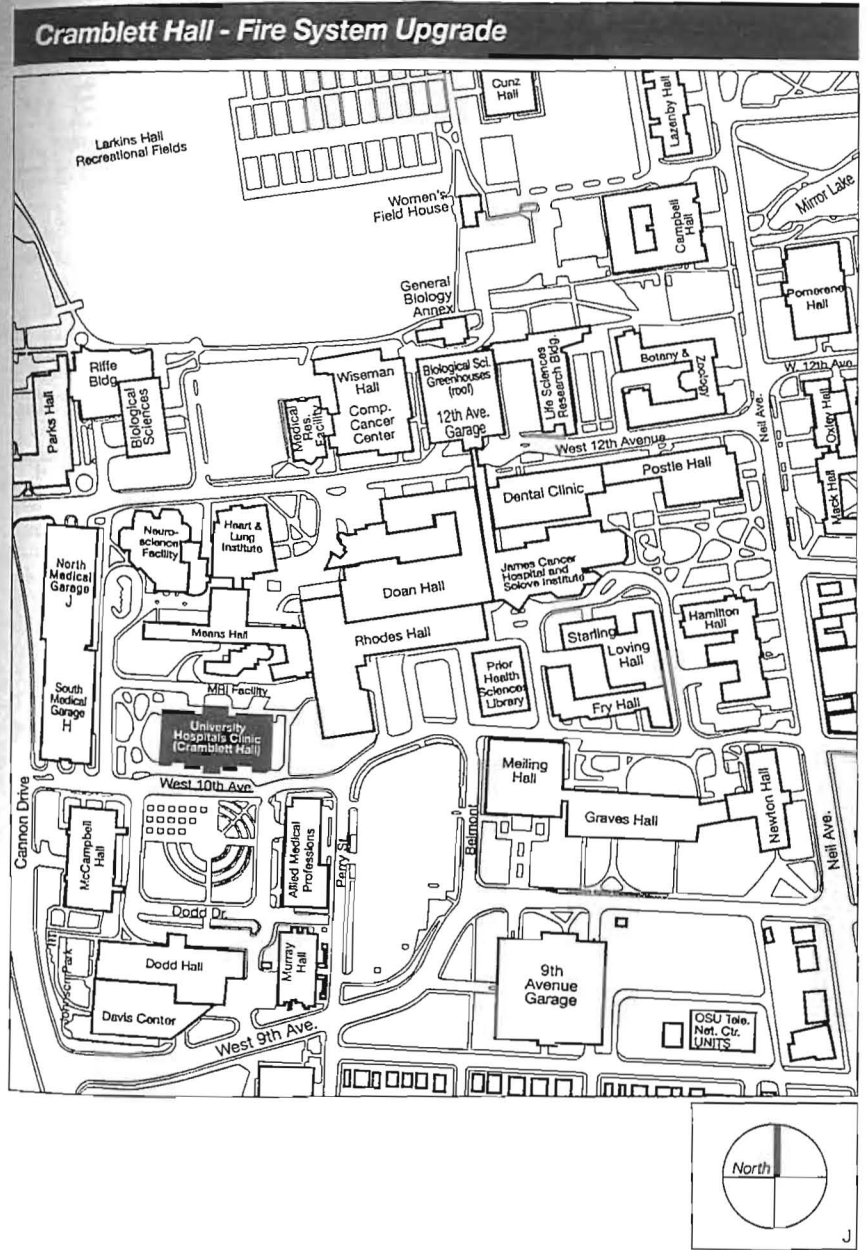 Cramblett Hall - Fire System Upgrade
Cunz
Hall
Lazenby Hall
Larkins Hall
Recreational Fields
Mirror Lake
Women's
Field House
Campbell
Hall
General
Biology
Annex
Pomerene
Hall
Riffe
Bldg.
Biological
Sciences
Parks Hall
Wiseman
Hall
Comp.
Cancer
Center
Medical
Res.
Facility
Biological Sci.
Greenhouses
(roof)
12th Ave.
Garage
Life Sciences
Research Bldg.
Botany &
Zoology
W. 12th Ave.
Oxley Hall
Mack Hall
Neil Ave.
West 12th Avenue
Postle Hall
Dental Clinic
Neuro-
science
Facility
Heart &
Lung
Institute
North
Medical
Garage
J
Doan Hall
James Cancer
Hospital and
Solove Institute
Means Hall
Rhodes Hall
Starling
Loving
Hall
Hamilton
Hall
South
Medical
Garage
H
MRI Facility
Prior
Health
Sciences
Library
Fry Hall
University
Hospitals Clinic
(Cramblett Hall)
West 10th Ave.
Cannon Drive
Meiling
Hall
Graves Hall
Newton Hall
Neil Ave.
Belmont
McCampbell
Hall
Allied Medical
Professions
Perry St.
Dodd Dr.
Dodd Hall
Murray
Hall
Davis Center
West 9th Ave.
9th
Avenue
Garage
OSU Tele.
Net. Ctr.
UNITS
North
J